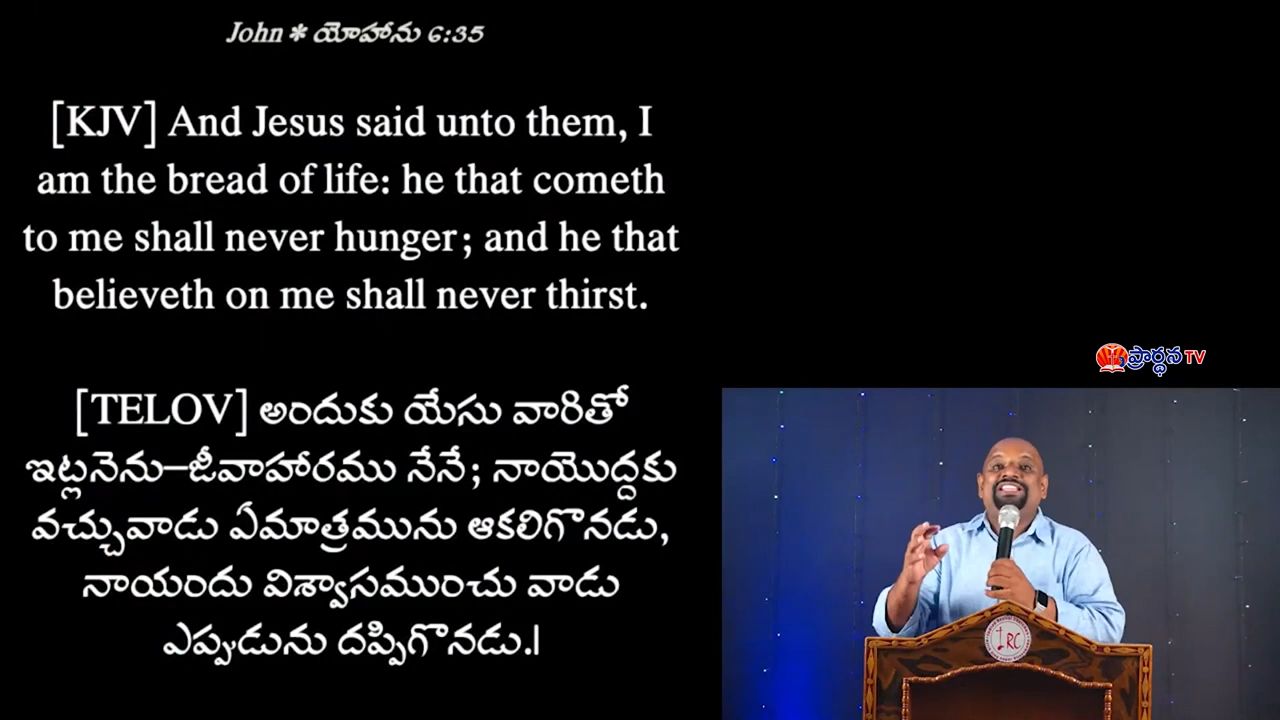 John * యోహాను 6:35
[KJV] And Jesus said unto them, I
am the bread of life: he that cometh
to me shall never hunger; and he that
believeth on me shall never thirst.
[TELOV] అందుకు యేసు వారితో
ఇట్లనెను–జీవాహారము నేనే; నాయొద్దకు
వచ్చువాడు ఏమాత్రమును ఆకలిగొనడు,
నాయందు విశ్వాసముంచు వాడు
ఎప్పుడును దప్పిగొనడు.|
ప్రార్థన TV
RC